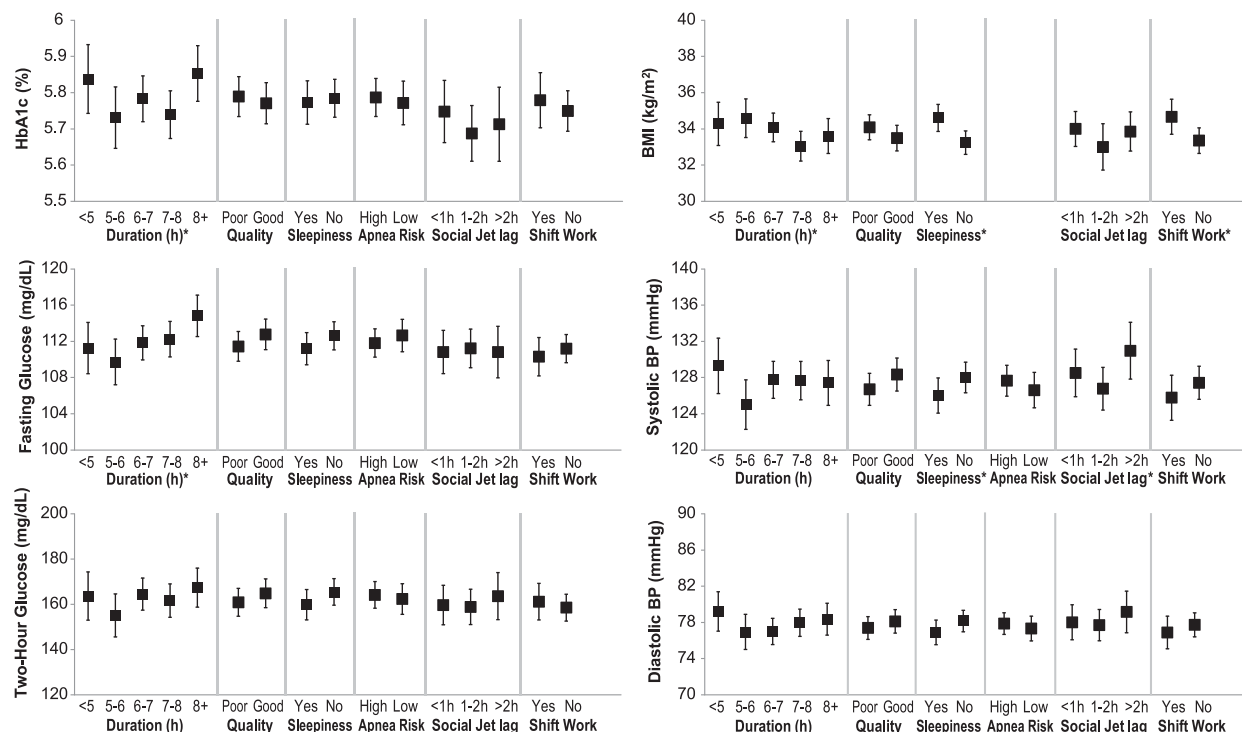 HbA1c (%)
6
5.9
5.8
5.7
5.6
5.5
<5 5-6 6-7 7-8 8+ Poor Good Yes No High Low <1h 1-2h >2h Yes No
Duration (h)* Quality Sleepiness Apnea Risk Social Jet lag Shift Work
BMI (kg/m²)
40
38
36
34
32
30
<5 5-6 6-7 7-8 8+ Poor Good Yes No <1h 1-2h >2h Yes No
Duration (h)* Quality Sleepiness* Social Jet lag Shift Work*
Fasting Glucose (mg/dL)
120
116
112
108
104
100
<5 5-6 6-7 7-8 8+ Poor Good Yes No High Low <1h 1-2h >2h Yes No
Duration (h)* Quality Sleepiness Apnea Risk Social Jet lag Shift Work
Systolic BP (mmHg)
140
136
132
128
124
120
<5 5-6 6-7 7-8 8+ Poor Good Yes No High Low <1h 1-2h >2h Yes No
Duration (h) Quality Sleepiness* Apnea Risk Social Jet lag* Shift Work
Two-Hour Glucose (mg/dL)
200
180
160
140
120
<5 5-6 6-7 7-8 8+ Poor Good Yes No High Low <1h 1-2h >2h Yes No
Duration (h) Quality Sleepiness Apnea Risk Social Jet lag Shift Work
Diastolic BP (mmHg)
90
86
82
78
74
70
<5 5-6 6-7 7-8 8+ Poor Good Yes No High Low <1h 1-2h >2h Yes No
Duration (h) Quality Sleepiness Apnea Risk Social Jet lag Shift Work